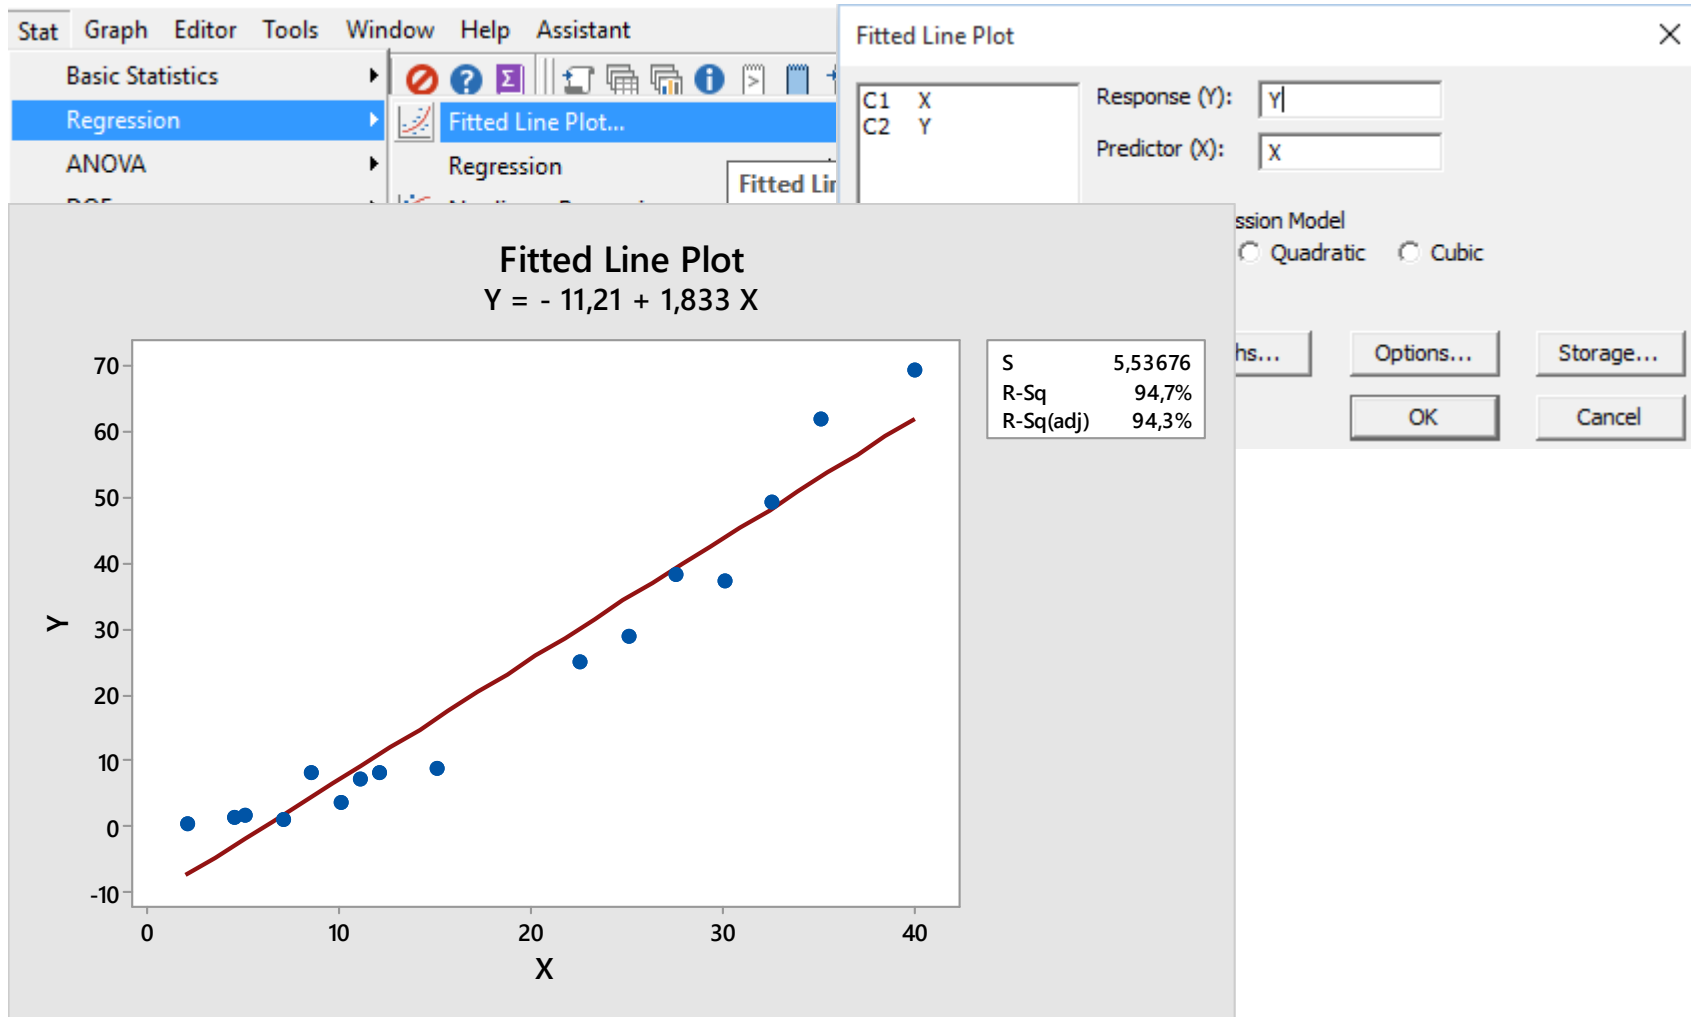 Stat Graph Editor Tools Window Help Assistant
Basic Statistics
Regression
ANOVA
Fitted Line Plot...
Regression
Fitted Line Plot
C1 X
C2 Y
Response (Y): Y
Predictor (X): X
Quadratic Cubic
Options... Storage...
OK Cancel
Fitted Line Plot
Y = - 11,21 + 1,833 X
S 5,53676
R-Sq 94,7%
R-Sq(adj) 94,3%
70
60
50
40
30
20
10
0
-10
Y
0 10 20 30 40
X